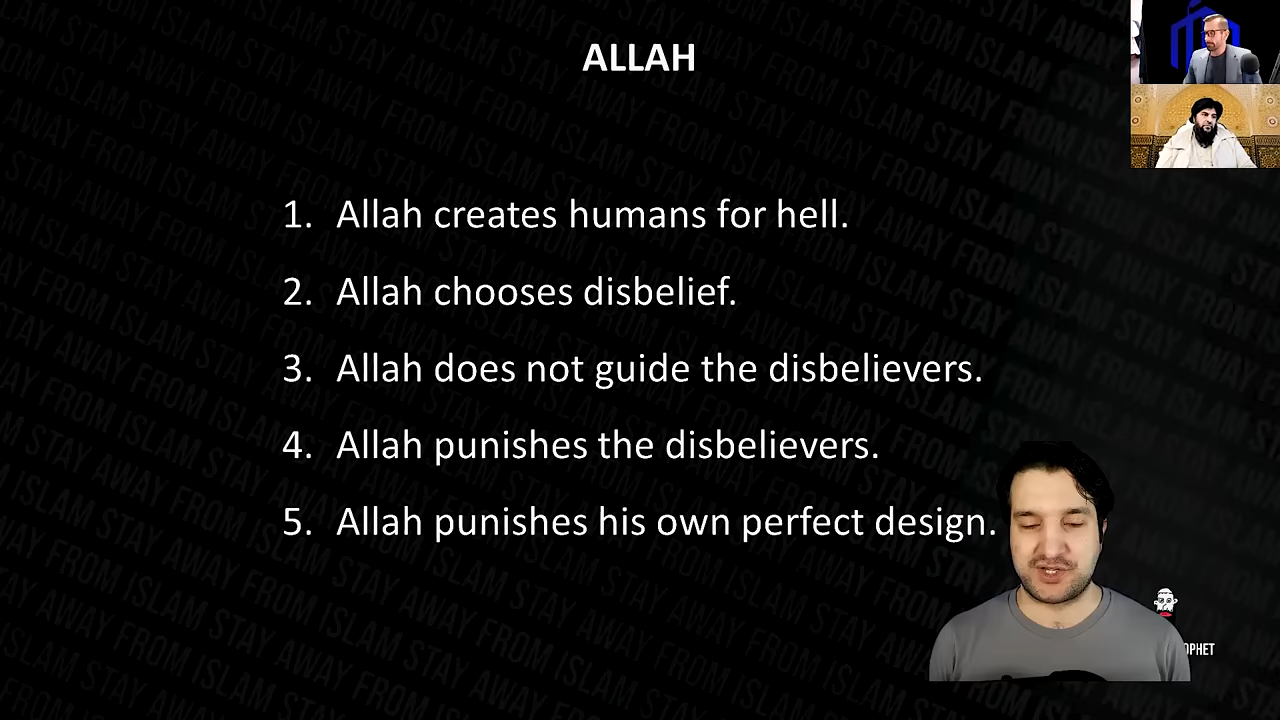 ALLAH
1. Allah creates humans for hell.
2. Allah chooses disbelief.
3. Allah does not guide the disbelievers.
4. Allah punishes the disbelievers.
5. Allah punishes his own perfect design.
STAY AWAY FROM ISLAM
OPHET